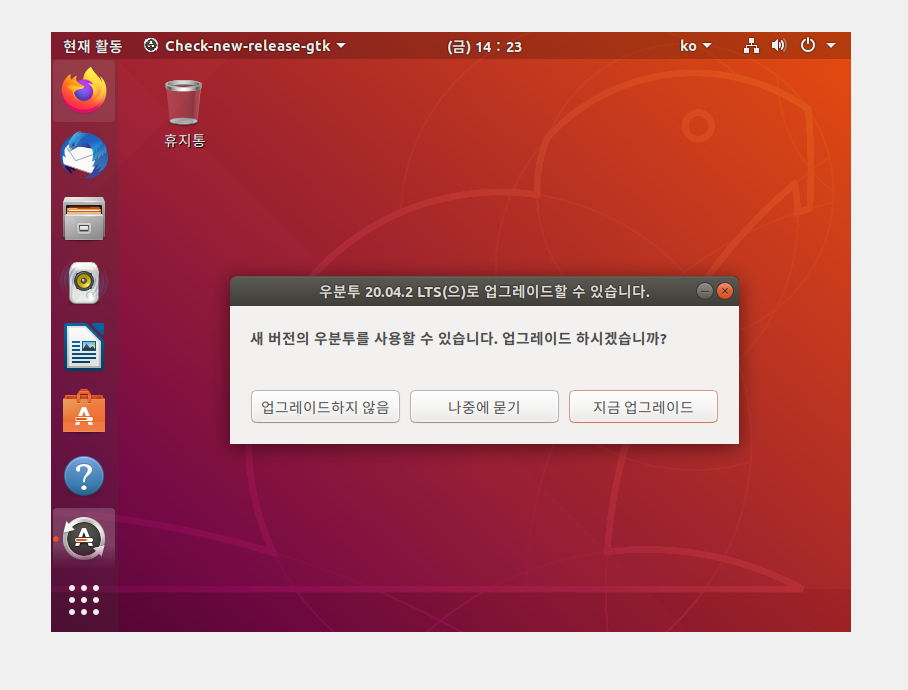 현재 활동 Check-new-release-gtk (금) 14 : 23 ko
휴지통
우분투 20.04.2 LTS(으)로 업그레이드할 수 있습니다.
새 버전의 우분투를 사용할 수 있습니다. 업그레이드 하시겠습니까?
업그레이드하지 않음 나중에 묻기 지금 업그레이드